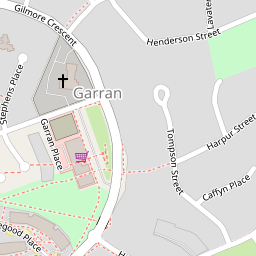 Gilmore Crescent
Henderson Street
Stephens Place
Garran
Garran Place
Tompson Street
Harpur Street
Caffyn Place